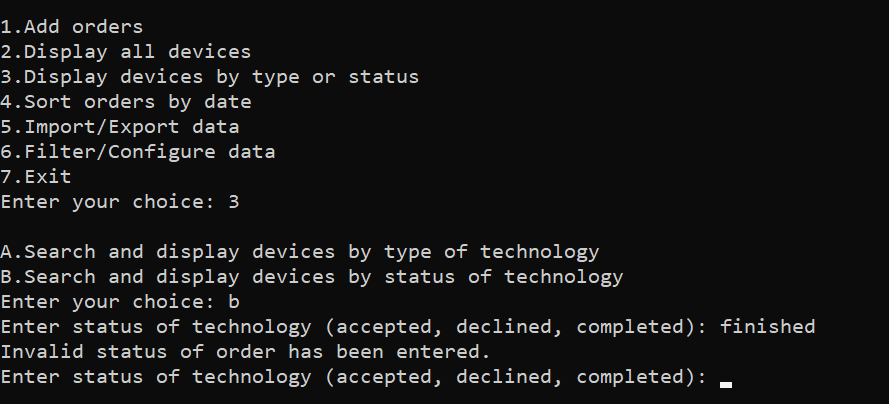 1.Add orders
2.Display all devices
3.Display devices by type or status
4.Sort orders by date
5.Import/Export data
6.Filter/Configure data
7.Exit
Enter your choice: 3
A.Search and display devices by type of technology
B.Search and display devices by status of technology
Enter your choice: b
Enter status of technology (accepted, declined, completed): finished
Invalid status of order has been entered.
Enter status of technology (accepted, declined, completed):